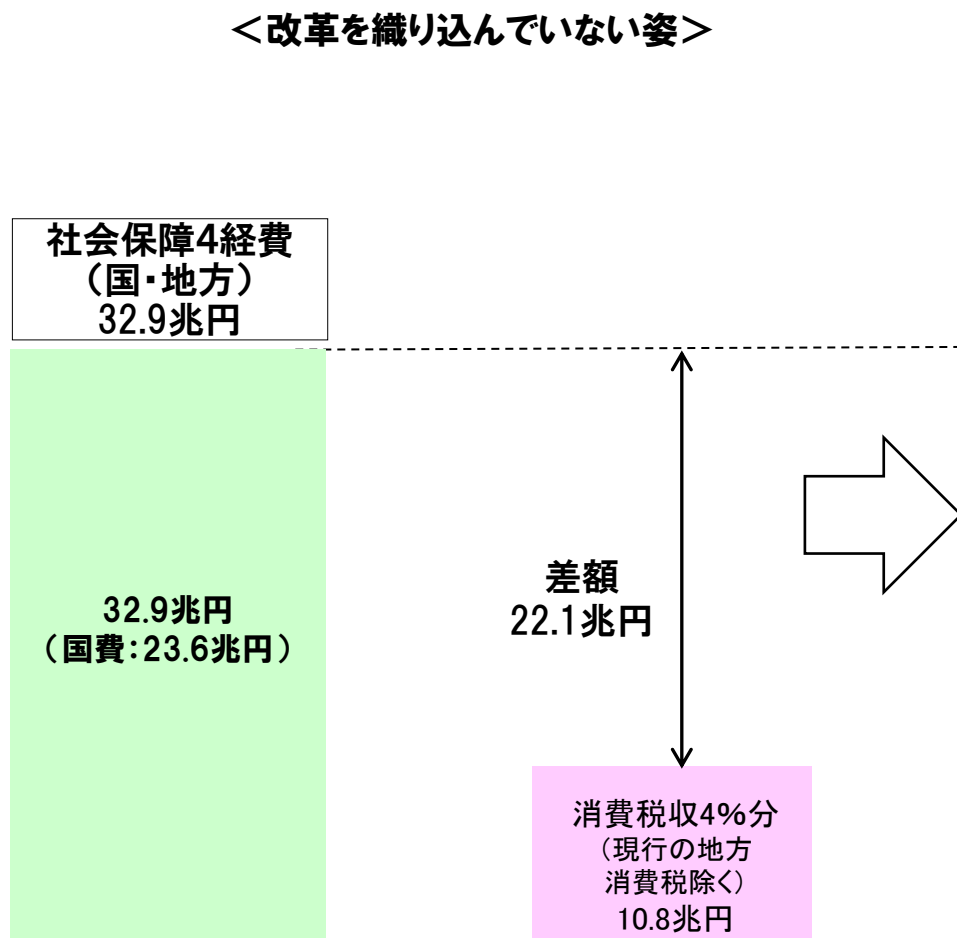 ＜改革を織り込んでいない姿＞
社会保障4経費
（国・地方）
32.9兆円
32.9兆円
（国費：23.6兆円）
差額
22.1兆円
消費税収4％分
（現行の地方
消費税除く）
10.8兆円